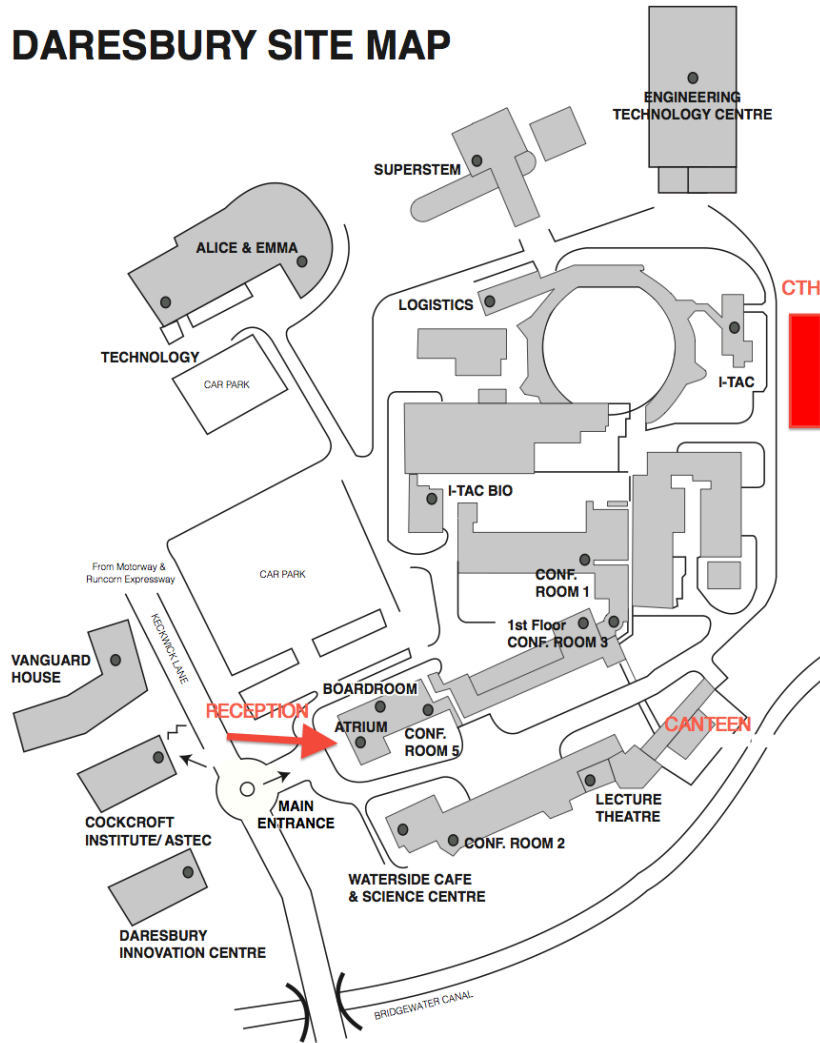 DARESBURY SITE MAP
ENGINEERING
TECHNOLOGY CENTRE
SUPERSTEM
ALICE & EMMA
CTH
LOGISTICS
TECHNOLOGY
CAR PARK
I-TAC
I-TAC BIO
From Motorway &
Runcorn Expressway
CAR PARK
CONF.
ROOM 1
KECKWICK LANE
1st Floor
CONF. ROOM 3
VANGUARD
HOUSE
BOARDROOM
RECEPTION
ATRIUM
CONF.
ROOM 5
CANTEEN
MAIN
ENTRANCE
LECTURE
THEATRE
COCKCROFT
INSTITUTE/ ASTEC
CONF. ROOM 2
WATERSIDE CAFE
& SCIENCE CENTRE
DARESBURY
INNOVATION CENTRE
BRIDGEWATER CANAL